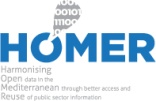 HOMER
Harmonising
Open data in the
Mediterranean through better access and
Reuse of public sector information